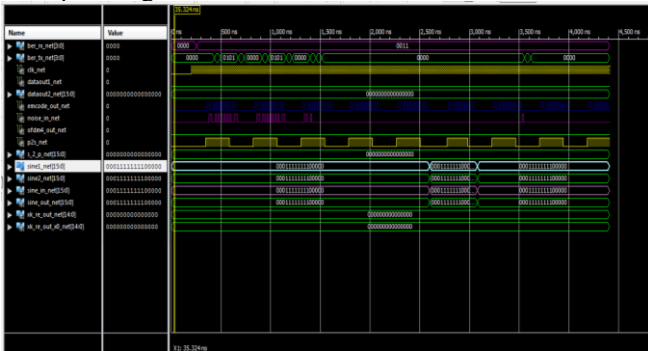 35.324 ns
Name Value 0 ns 500 ns 1,000 ns 1,500 ns 2,000 ns 2,500 ns 3,000 ns 3,500 ns 4,000 ns 4,500 ns
ber_rx_net[3:0] 0000 0000 0011
ber_tx_net[3:0] 0000 0000 0101 0000 0101 0000 0000 0000
clk_net 0
dataout1_net 0
dataout2_net[15:0] 0000000000000000 0000000000000000
encode_out_net 0
noise_in_net 0
ofdm4_out_net 0
p2s_net 0
s_2_p_net[15:0] 0000000000000000 0000000000000000
sine1_net[15:0] 0001111111100000 0001111111100000 0001111111000... 0001111111100000
sine2_net[15:0] 0001111111100000 0001111111100000 0001111111000... 0001111111100000
sine_in_net[15:0] 0001111111100000 0001111111100000 0001111111000... 0001111111100000
sine_out_net[15:0] 0001111111100000 0001111111100000 0001111111000... 0001111111100000
xk_re_out_net[14:0] 000000000000000 000000000000000
xk_re_out_x0_net[14:0] 000000000000000 000000000000000
X1: 35.324 ns